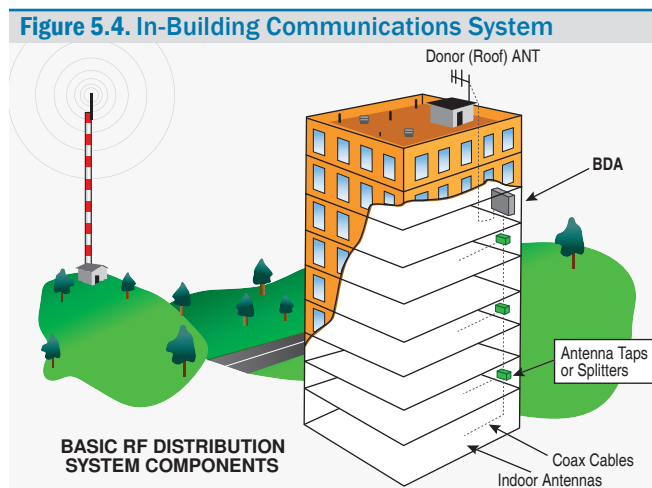 Figure 5.4. In-Building Communications System
Donor (Roof) ANT
BDA
Antenna Taps
or Splitters
BASIC RF DISTRIBUTION
SYSTEM COMPONENTS
Coax Cables
Indoor Antennas